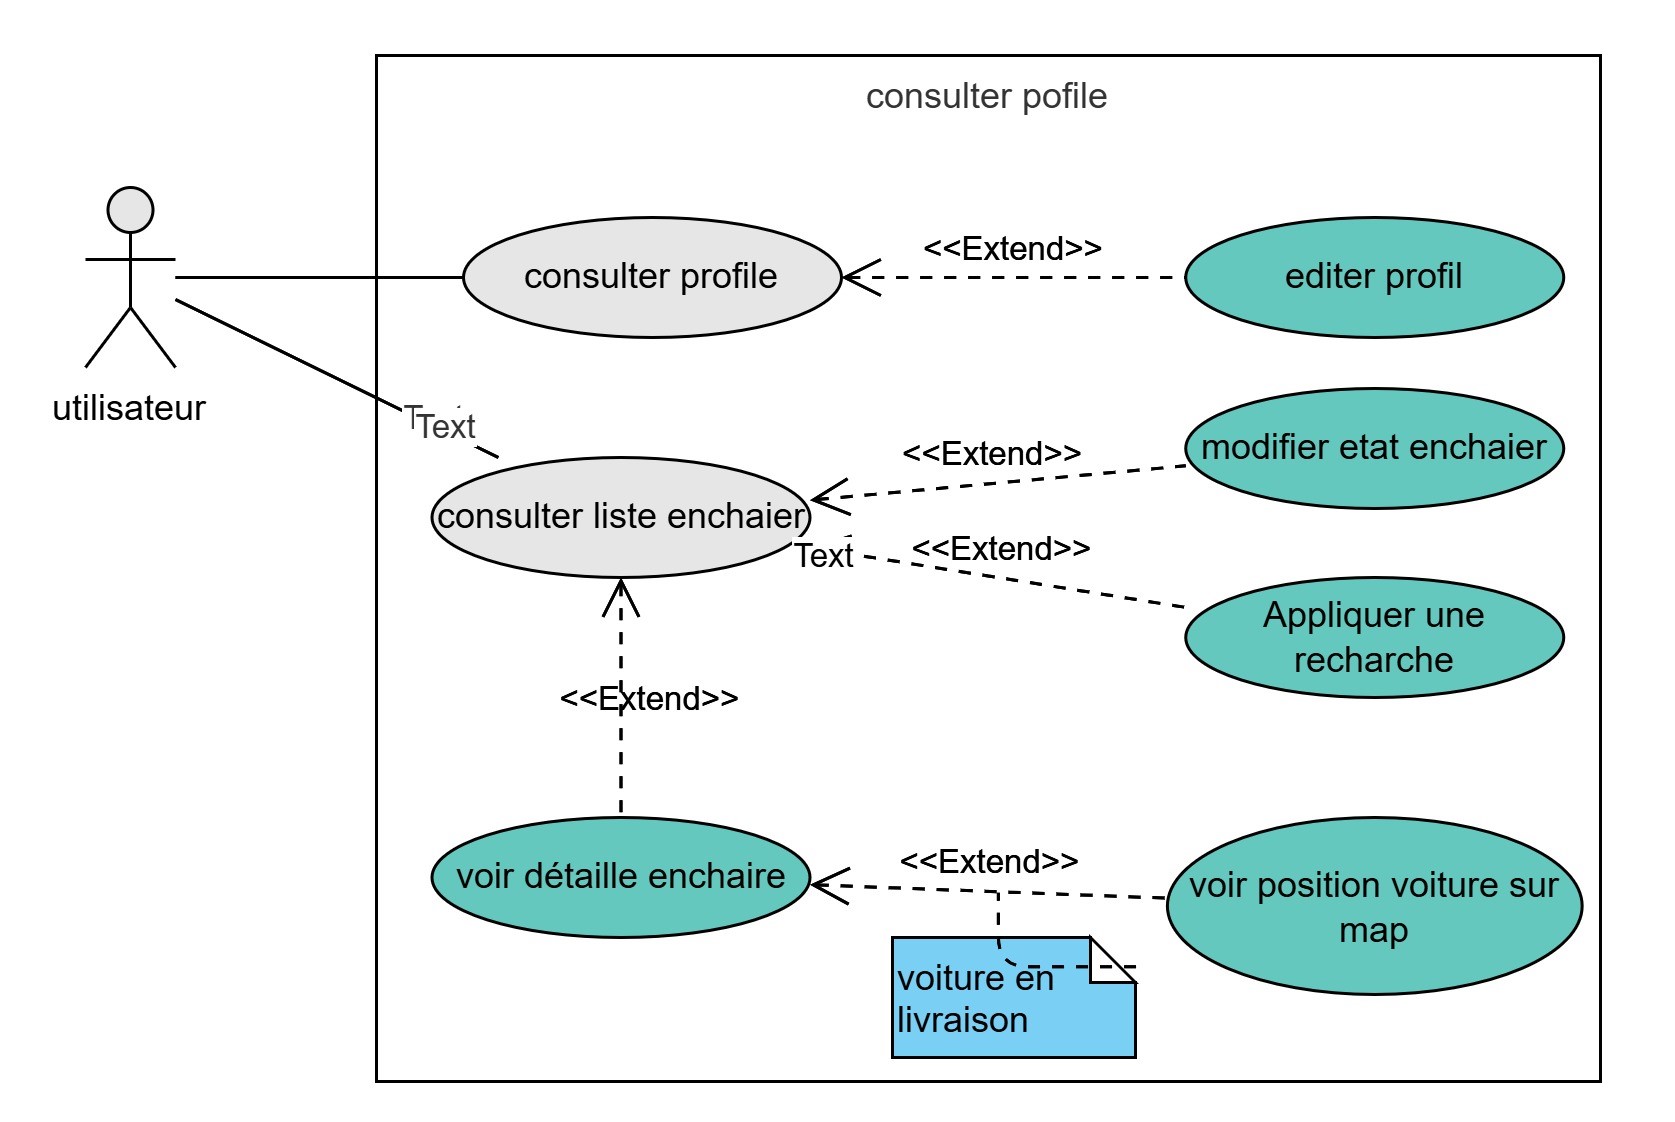 consulter pofile
consulter profile
<<Extend>>
editer profil
utilisateur
T
Text
consulter liste enchaier
<<Extend>>
modifier etat enchaier
Text
<<Extend>>
Appliquer une
recharche
<<Extend>>
voir détaille enchaire
<<Extend>>
voir position voiture sur
map
voiture en
livraison